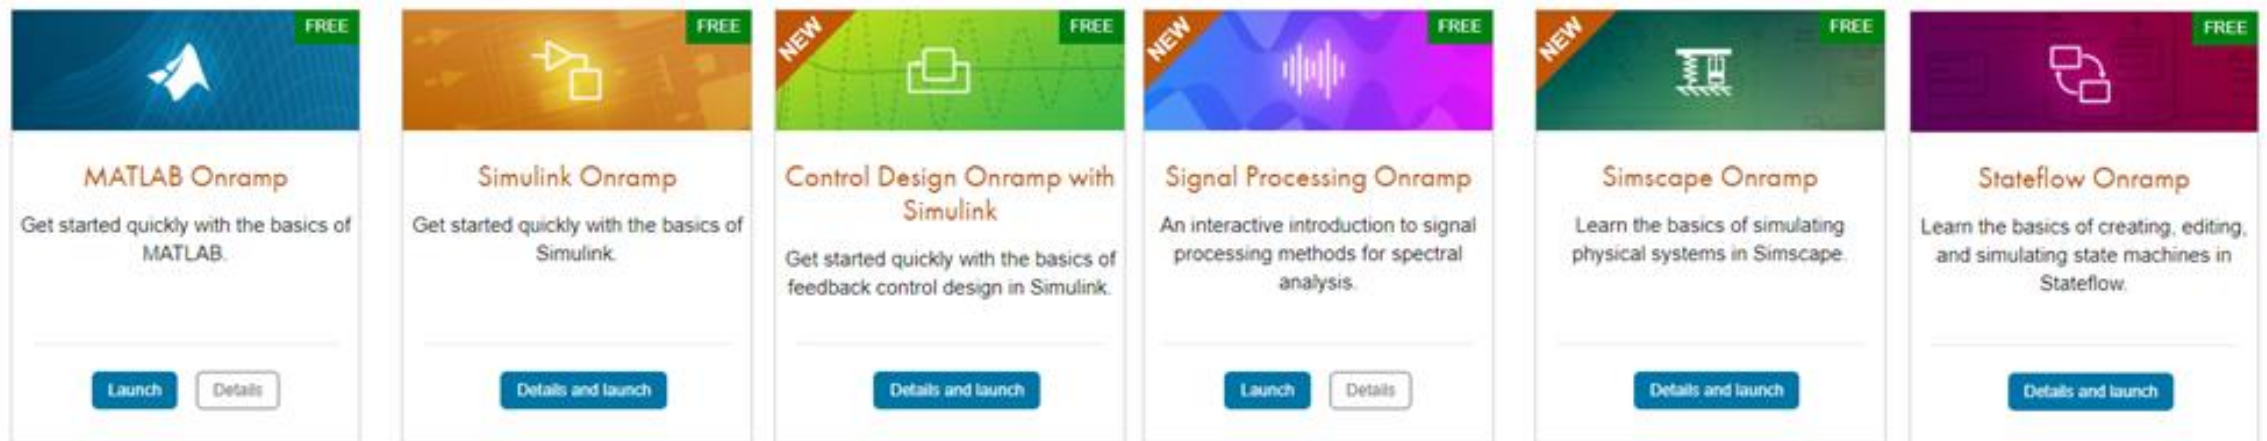 FREE
MATLAB Onramp
Get started quickly with the basics of
MATLAB.
Launch
Details
FREE
Simulink Onramp
Get started quickly with the basics of
Simulink.
Details and launch
NEW
FREE
Control Design Onramp with
Simulink
Get started quickly with the basics of
feedback control design in Simulink.
Details and launch
NEW
FREE
Signal Processing Onramp
An interactive introduction to signal
processing methods for spectral
analysis.
Launch
Details
NEW
FREE
Simscape Onramp
Learn the basics of simulating
physical systems in Simscape.
Details and launch
FREE
Stateflow Onramp
Learn the basics of creating, editing,
and simulating state machines in
Stateflow.
Details and launch